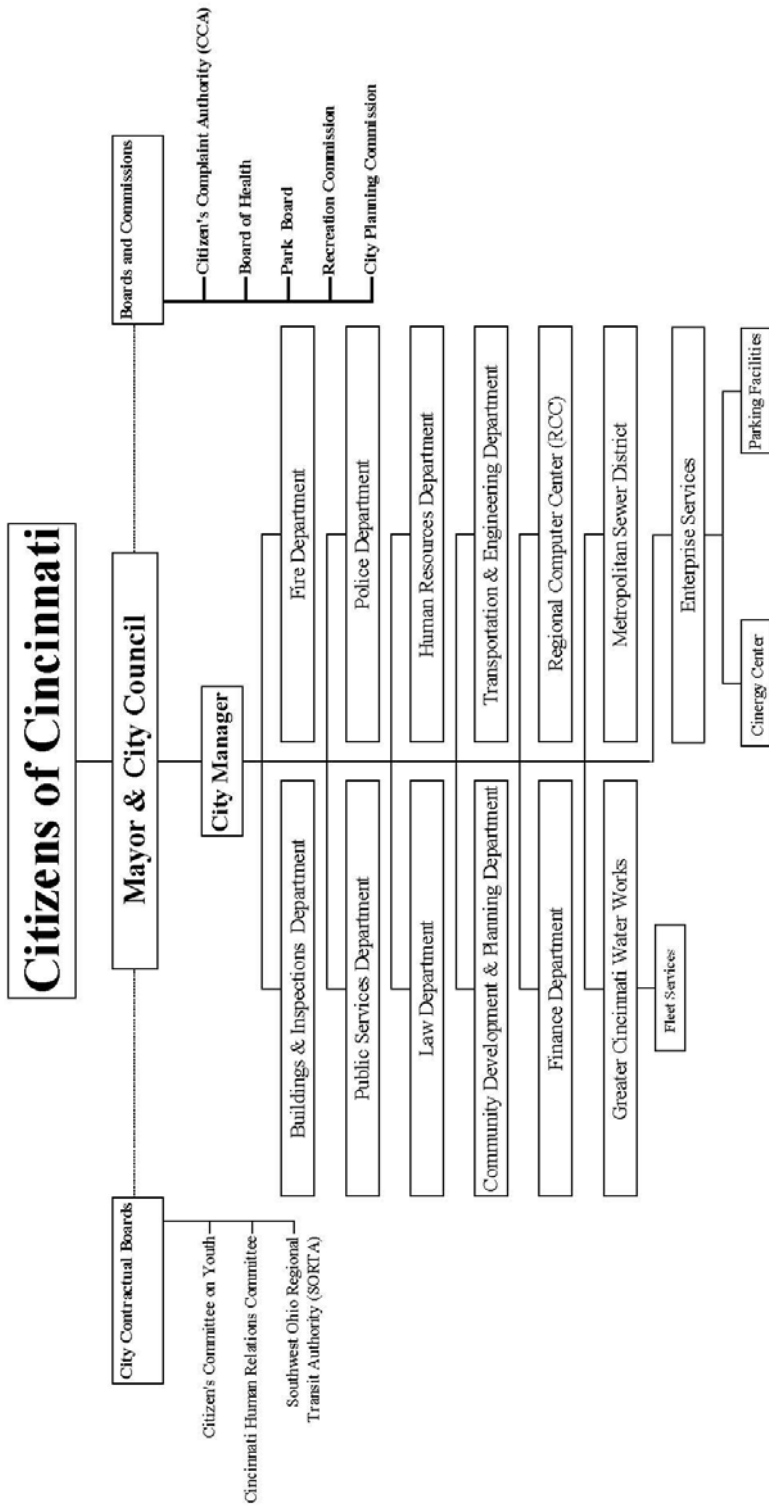 Citizens of Cincinnati
City Contractual Boards
Mayor & City Council
Boards and Commissions
Citizen's Committee on Youth
Cincinnati Human Relations Committee
Southwest Ohio Regional
Transit Authority (SORTA)
City Manager
Citizen's Complaint Authority (CCA)
Board of Health
Park Board
Recreation Commission
City Planning Commission
Buildings & Inspections Department
Fire Department
Public Services Department
Police Department
Law Department
Human Resources Department
Community Development & Planning Department
Transportation & Engineering Department
Finance Department
Regional Computer Center (RCC)
Greater Cincinnati Water Works
Metropolitan Sewer District
Fleet Services
Enterprise Services
Cinergy Center
Parking Facilities